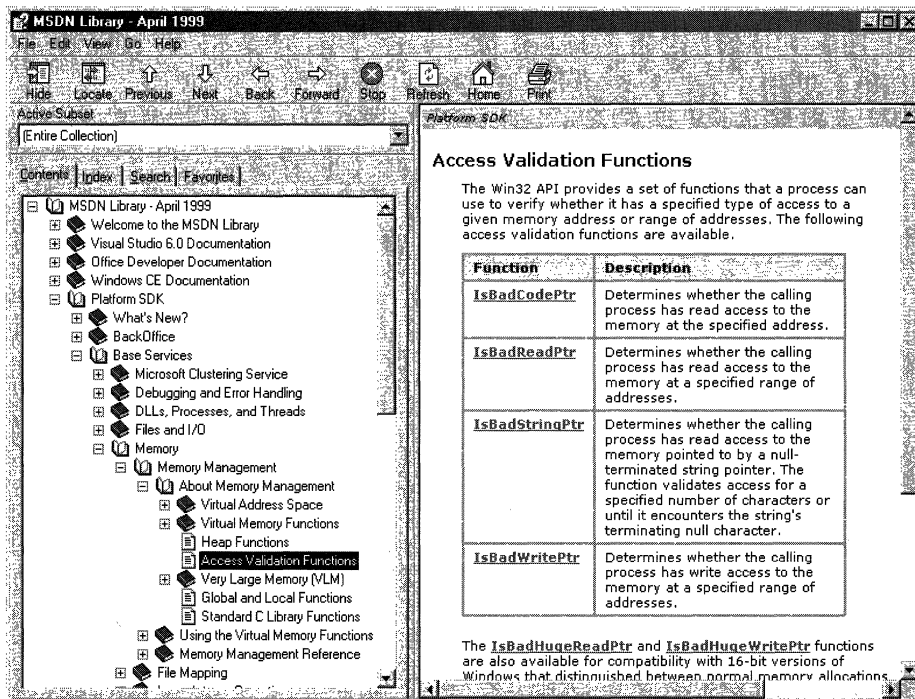 MSDN Library - April 1999
File Edit View Go Help
Hide Locate Previous Next Back Forward Stop Refresh Home Print
Active Subset
(Entire Collection)
Contents Index Search Favorites
MSDN Library - April 1999
Welcome to the MSDN Library
Visual Studio 6.0 Documentation
Office Developer Documentation
Windows CE Documentation
Platform SDK
What's New?
BackOffice
Base Services
Microsoft Clustering Service
Debugging and Error Handling
DLLs, Processes, and Threads
Files and I/O
Memory
Memory Management
About Memory Management
Virtual Address Space
Virtual Memory Functions
Heap Functions
Access Validation Functions
Very Large Memory (VLM)
Global and Local Functions
Standard C Library Functions
Using the Virtual Memory Functions
Memory Management Reference
File Mapping
Platform SDK
Access Validation Functions
The Win32 API provides a set of functions that a process can
use to verify whether it has a specified type of access to a
given memory address or range of addresses. The following
access validation functions are available.
Function Description
IsBadCodePtr Determines whether the calling
process has read access to the
memory at the specified address.
IsBadReadPtr Determines whether the calling
process has read access to the
memory at a specified range of
addresses.
IsBadStringPtr Determines whether the calling
process has read access to the
memory pointed to by a null-
terminated string pointer. The
function validates access for a
specified number of characters or
until it encounters the string's
terminating null character.
IsBadWritePtr Determines whether the calling
process has write access to the
memory at a specified range of
addresses.
The IsBadHugeReadPtr and IsBadHugeWritePtr functions
are also available for compatibility with 16-bit versions of
Windows that distinguished between normal memory allocations